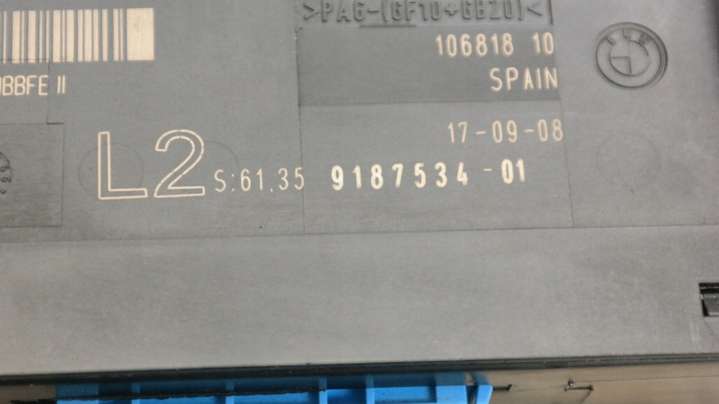 >PA6-(GF10+GB20)<
106818 10
SPAIN
JBBFE II
17-09-08
L2 S:61.35 9187534-01